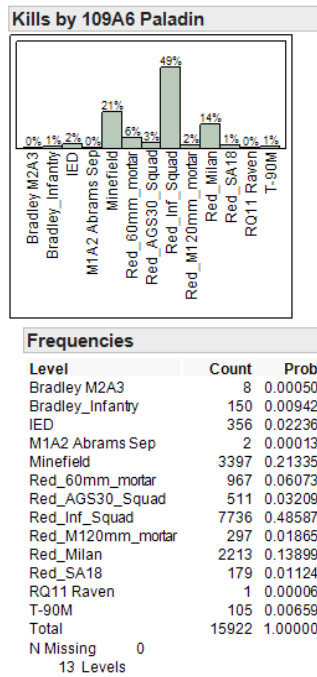 Kills by 109A6 Paladin
0% 1% 2% 0% 21% 6% 3% 49% 2% 14% 1% 0% 1%
Bradley M2A3
Bradley_Infantry
IED
M1A2 Abrams Sep
Minefield
Red_60mm_mortar
Red_AGS30_Squad
Red_Inf_Squad
Red_M120mm_mortar
Red_Milan
Red_SA18
RQ11 Raven
T-90M
Frequencies
Level Count Prob
Bradley M2A3 8 0.00050
Bradley_Infantry 150 0.00942
IED 356 0.02236
M1A2 Abrams Sep 2 0.00013
Minefield 3397 0.21335
Red_60mm_mortar 967 0.06073
Red_AGS30_Squad 511 0.03209
Red_Inf_Squad 7736 0.48587
Red_M120mm_mortar 297 0.01865
Red_Milan 2213 0.13899
Red_SA18 179 0.01124
RQ11 Raven 1 0.00006
T-90M 105 0.00659
Total 15922 1.00000
N Missing 0
13 Levels